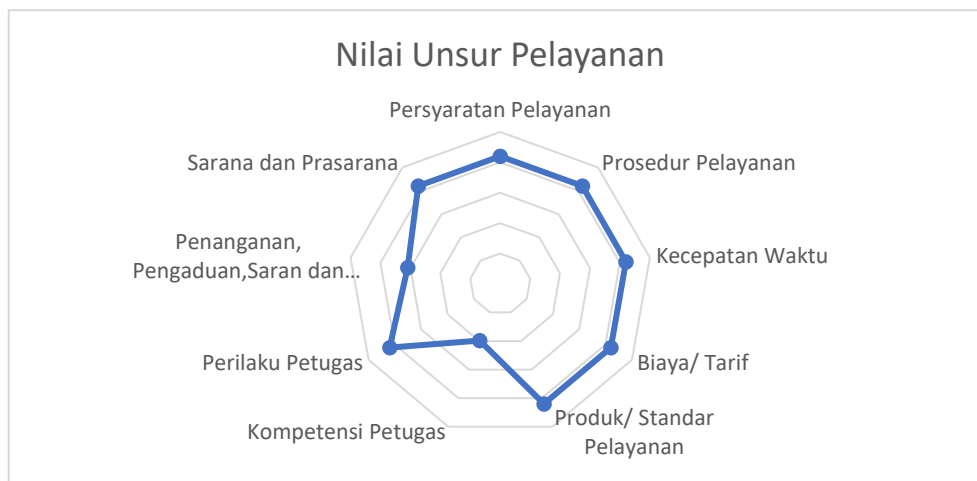 Nilai Unsur Pelayanan
Persyaratan Pelayanan
Prosedur Pelayanan
Kecepatan Waktu
Biaya/ Tarif
Produk/ Standar
Pelayanan
Kompetensi Petugas
Perilaku Petugas
Penanganan,
Pengaduan,Saran dan…
Sarana dan Prasarana